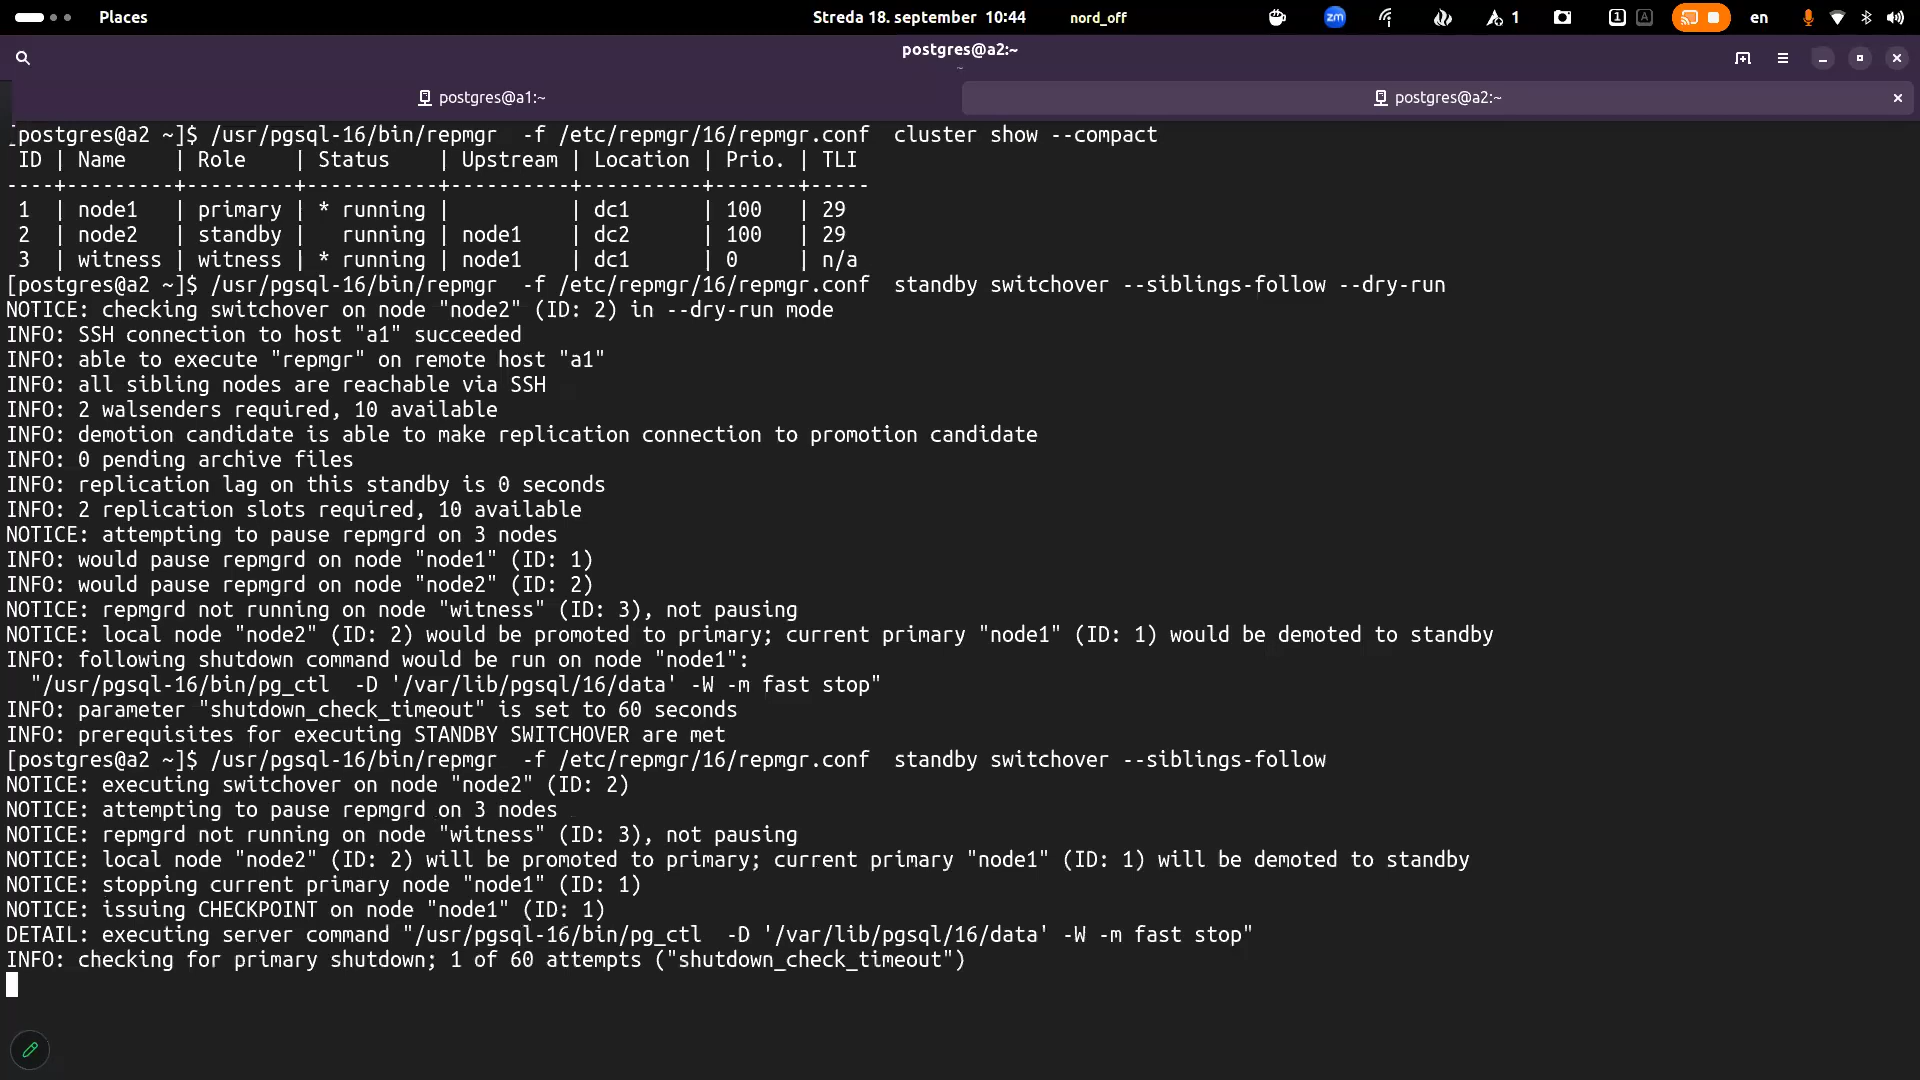 Places
Streda 18. september 10:44
nord_off
zm
1
1
A
en
postgres@a2:~
~
postgres@a1:~
postgres@a2:~
[postgres@a2 ~]$ /usr/pgsql-16/bin/repmgr  -f /etc/repmgr/16/repmgr.conf  cluster show --compact
 ID | Name    | Role    | Status    | Upstream | Location | Prio. | TLI
----+---------+---------+-----------+----------+----------+-------+-----
 1  | node1   | primary | * running |          | dc1      | 100   | 29
 2  | node2   | standby |   running | node1    | dc2      | 100   | 29
 3  | witness | witness | * running | node1    | dc1      | 0     | n/a
[postgres@a2 ~]$ /usr/pgsql-16/bin/repmgr  -f /etc/repmgr/16/repmgr.conf  standby switchover --siblings-follow --dry-run
NOTICE: checking switchover on node "node2" (ID: 2) in --dry-run mode
INFO: SSH connection to host "a1" succeeded
INFO: able to execute "repmgr" on remote host "a1"
INFO: all sibling nodes are reachable via SSH
INFO: 2 walsenders required, 10 available
INFO: demotion candidate is able to make replication connection to promotion candidate
INFO: 0 pending archive files
INFO: replication lag on this standby is 0 seconds
INFO: 2 replication slots required, 10 available
NOTICE: attempting to pause repmgrd on 3 nodes
INFO: would pause repmgrd on node "node1" (ID: 1)
INFO: would pause repmgrd on node "node2" (ID: 2)
NOTICE: repmgrd not running on node "witness" (ID: 3), not pausing
NOTICE: local node "node2" (ID: 2) would be promoted to primary; current primary "node1" (ID: 1) would be demoted to standby
INFO: following shutdown command would be run on node "node1":
  "/usr/pgsql-16/bin/pg_ctl  -D '/var/lib/pgsql/16/data' -W -m fast stop"
INFO: parameter "shutdown_check_timeout" is set to 60 seconds
INFO: prerequisites for executing STANDBY SWITCHOVER are met
[postgres@a2 ~]$ /usr/pgsql-16/bin/repmgr  -f /etc/repmgr/16/repmgr.conf  standby switchover --siblings-follow
NOTICE: executing switchover on node "node2" (ID: 2)
NOTICE: attempting to pause repmgrd on 3 nodes
NOTICE: repmgrd not running on node "witness" (ID: 3), not pausing
NOTICE: local node "node2" (ID: 2) will be promoted to primary; current primary "node1" (ID: 1) will be demoted to standby
NOTICE: stopping current primary node "node1" (ID: 1)
NOTICE: issuing CHECKPOINT on node "node1" (ID: 1)
DETAIL: executing server command "/usr/pgsql-16/bin/pg_ctl  -D '/var/lib/pgsql/16/data' -W -m fast stop"
INFO: checking for primary shutdown; 1 of 60 attempts ("shutdown_check_timeout")